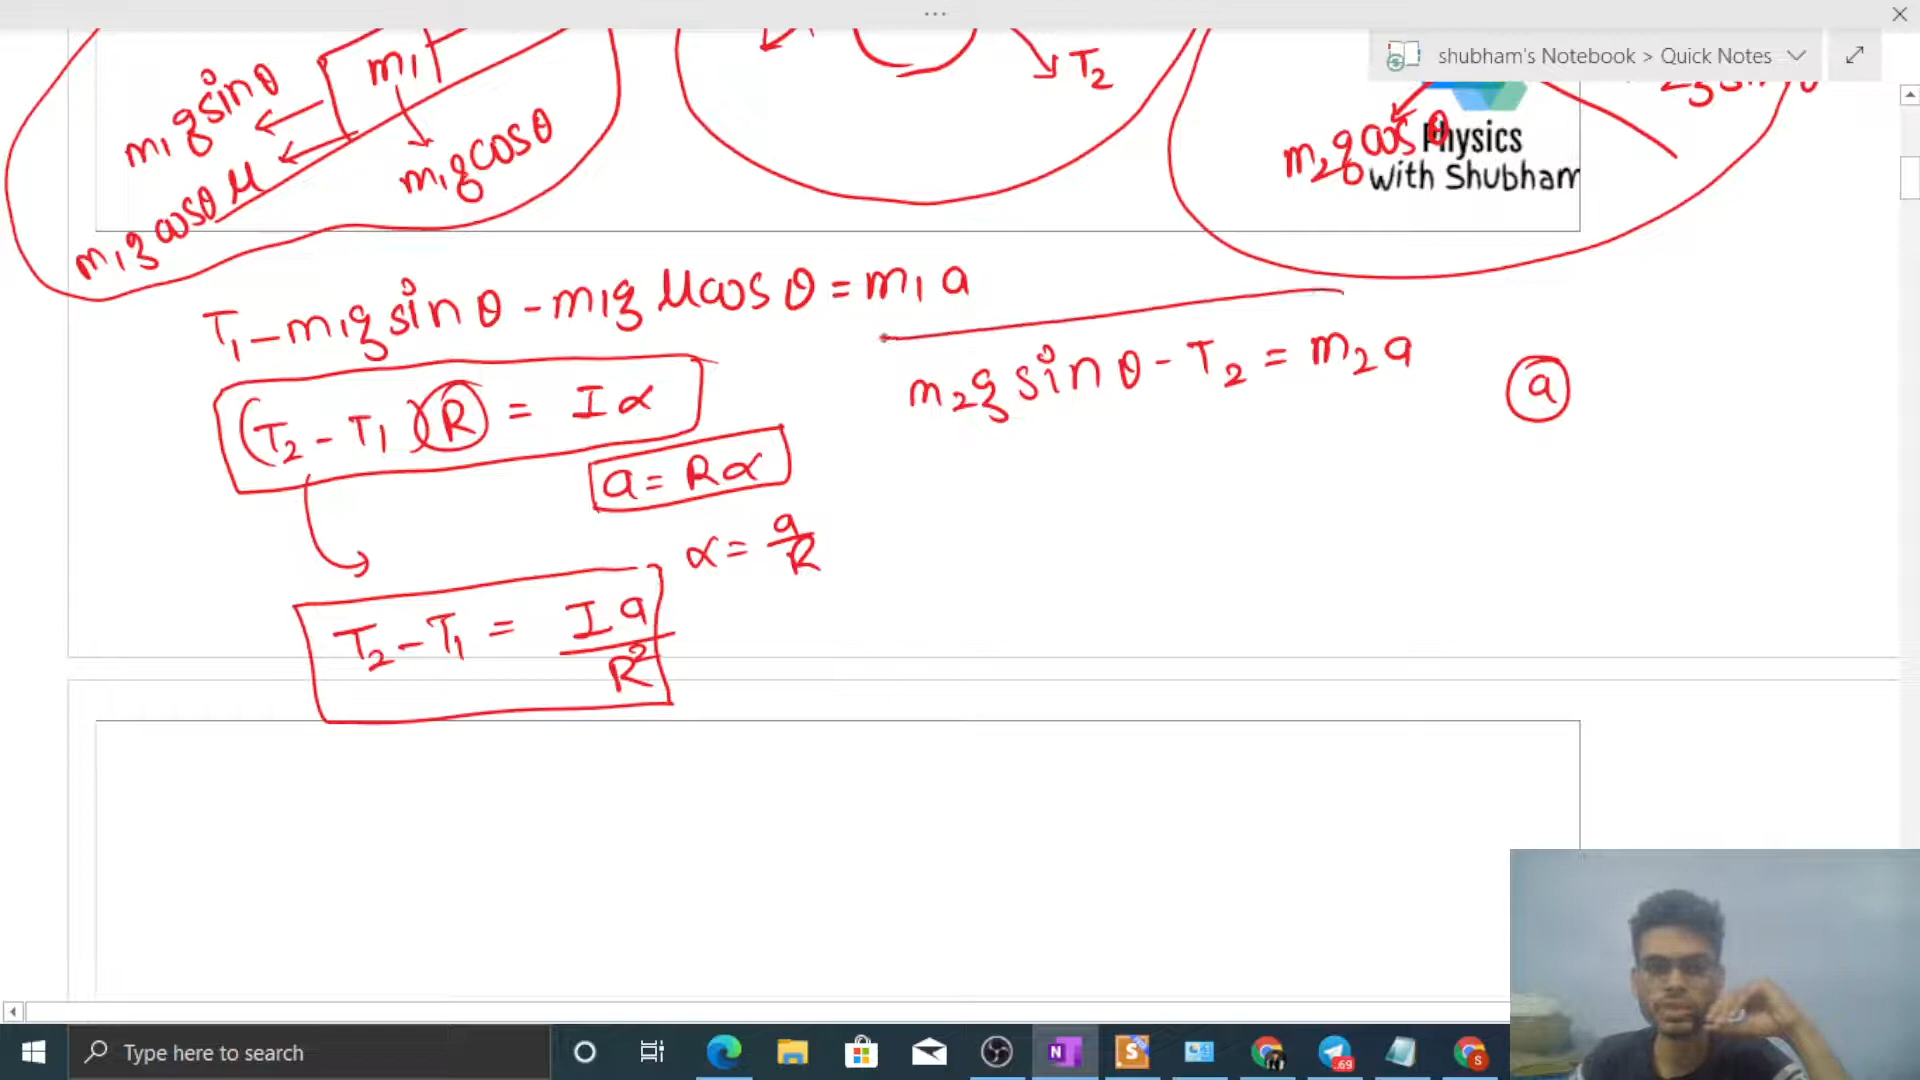 shubham's Notebook > Quick Notes
m₁g sinθ
m₁
T₂
m₁g cosθ
m₁g cosθ μ
m₂g cosθ
Physics
with Shubham
T₁ – m₁g sinθ – m₁g μcosθ = m₁a
m₂g sinθ – T₂ = m₂a
a
(T₂ – T₁)R = Iα
a = Rα
α = a/R
T₂ – T₁ = Ia/R²
Type here to search
69